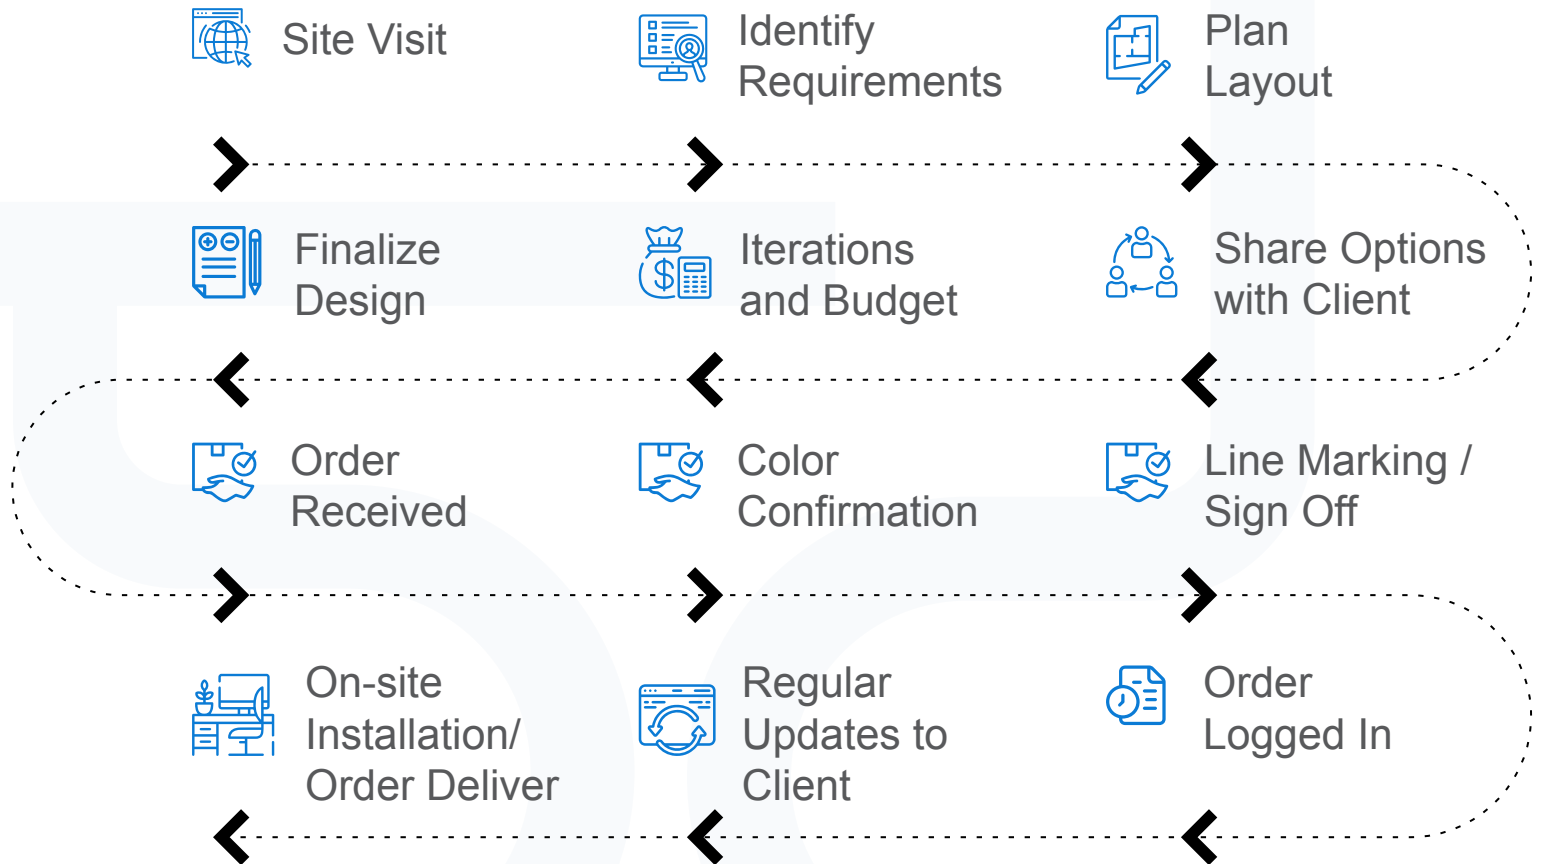 Site Visit
Identify
Requirements
Plan
Layout
Finalize
Design
Iterations
and Budget
Share Options
with Client
Order
Received
Color
Confirmation
Line Marking /
Sign Off
On-site
Installation/
Order Deliver
Regular
Updates to
Client
Order
Logged In